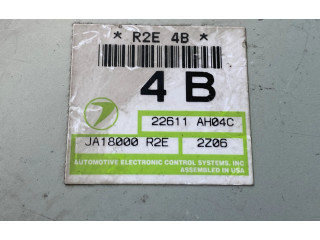 * R2E 4B *
4 B
22611 AH04C
JA18000 R2E 2Z06
AUTOMOTIVE ELECTRONIC CONTROL SYSTEMS, INC
ASSEMBLED IN USA